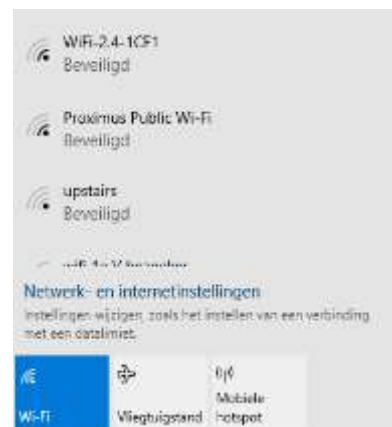 WiFi-2.4-1CF1
Beveiligd
Proximus Public Wi-Fi
Beveiligd
upstairs
Beveiligd
Netwerk- en internetinstellingen
Instellingen wijzigen, zoals het instellen van een verbinding
met een datalimiet.
Wi-Fi
Vliegtuigstand
Mobiele
hotspot